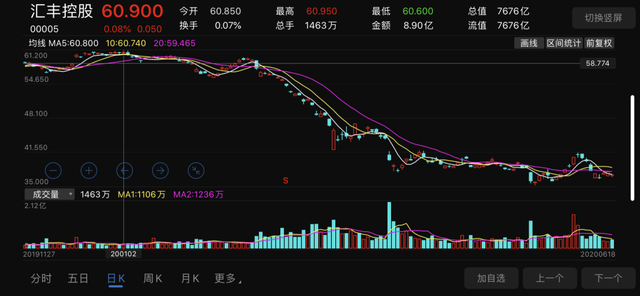 汇丰控股 60.900 今开 60.850 最高 60.950 最低 60.600 总值 7676亿 切换竖屏
00005 0.08% 0.050 换手 0.07% 总手 1463万 金额 8.90亿 流值 7676亿
均线 MA5:60.800 10:60.740 20:59.465 画线 区间统计 前复权
61.200
58.774
54.650
48.100
41.550
35.000
S
成交量 1463万 MA1:1106万 MA2:1236万
2.12亿
20191127 200102 20200618
分时 五日 日K 周K 月K 更多 加自选 上一个 下一个